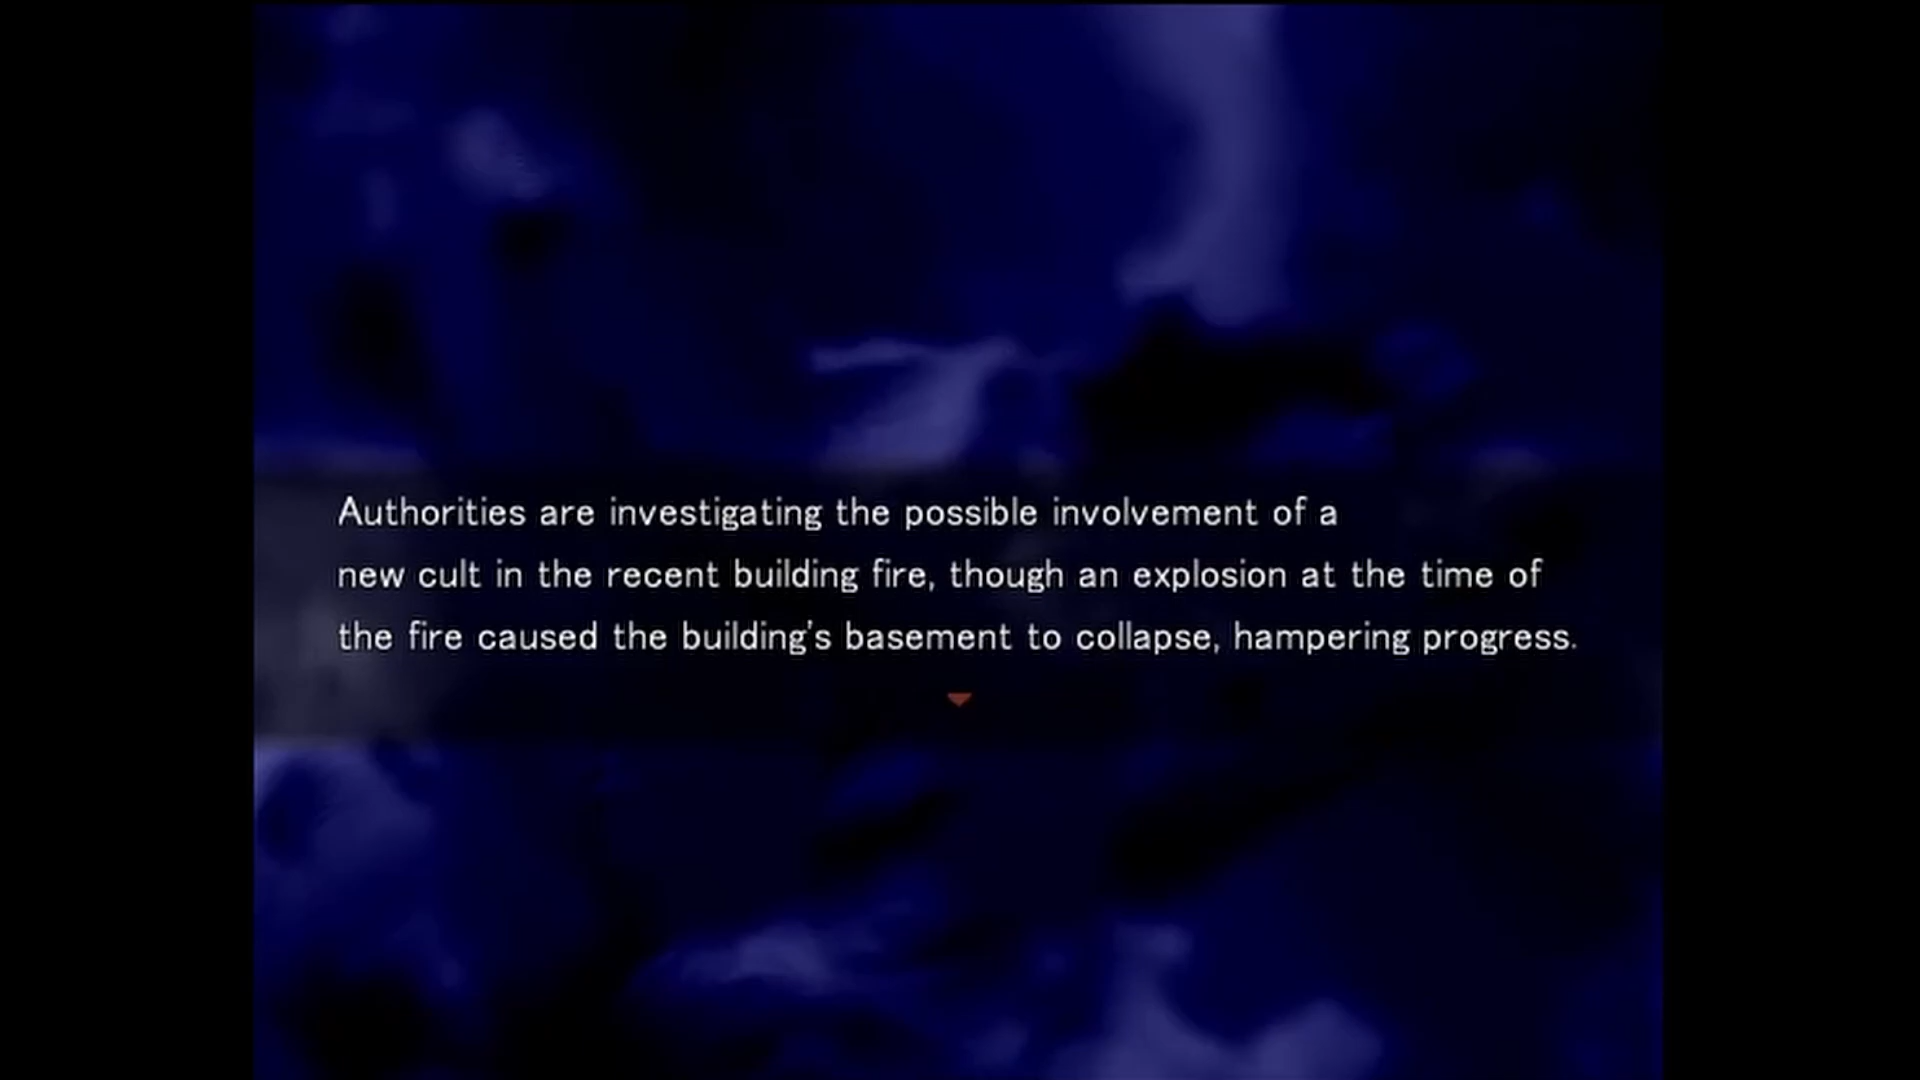 Authorities are investigating the possible involvement of a
new cult in the recent building fire, though an explosion at the time of
the fire caused the building's basement to collapse, hampering progress.